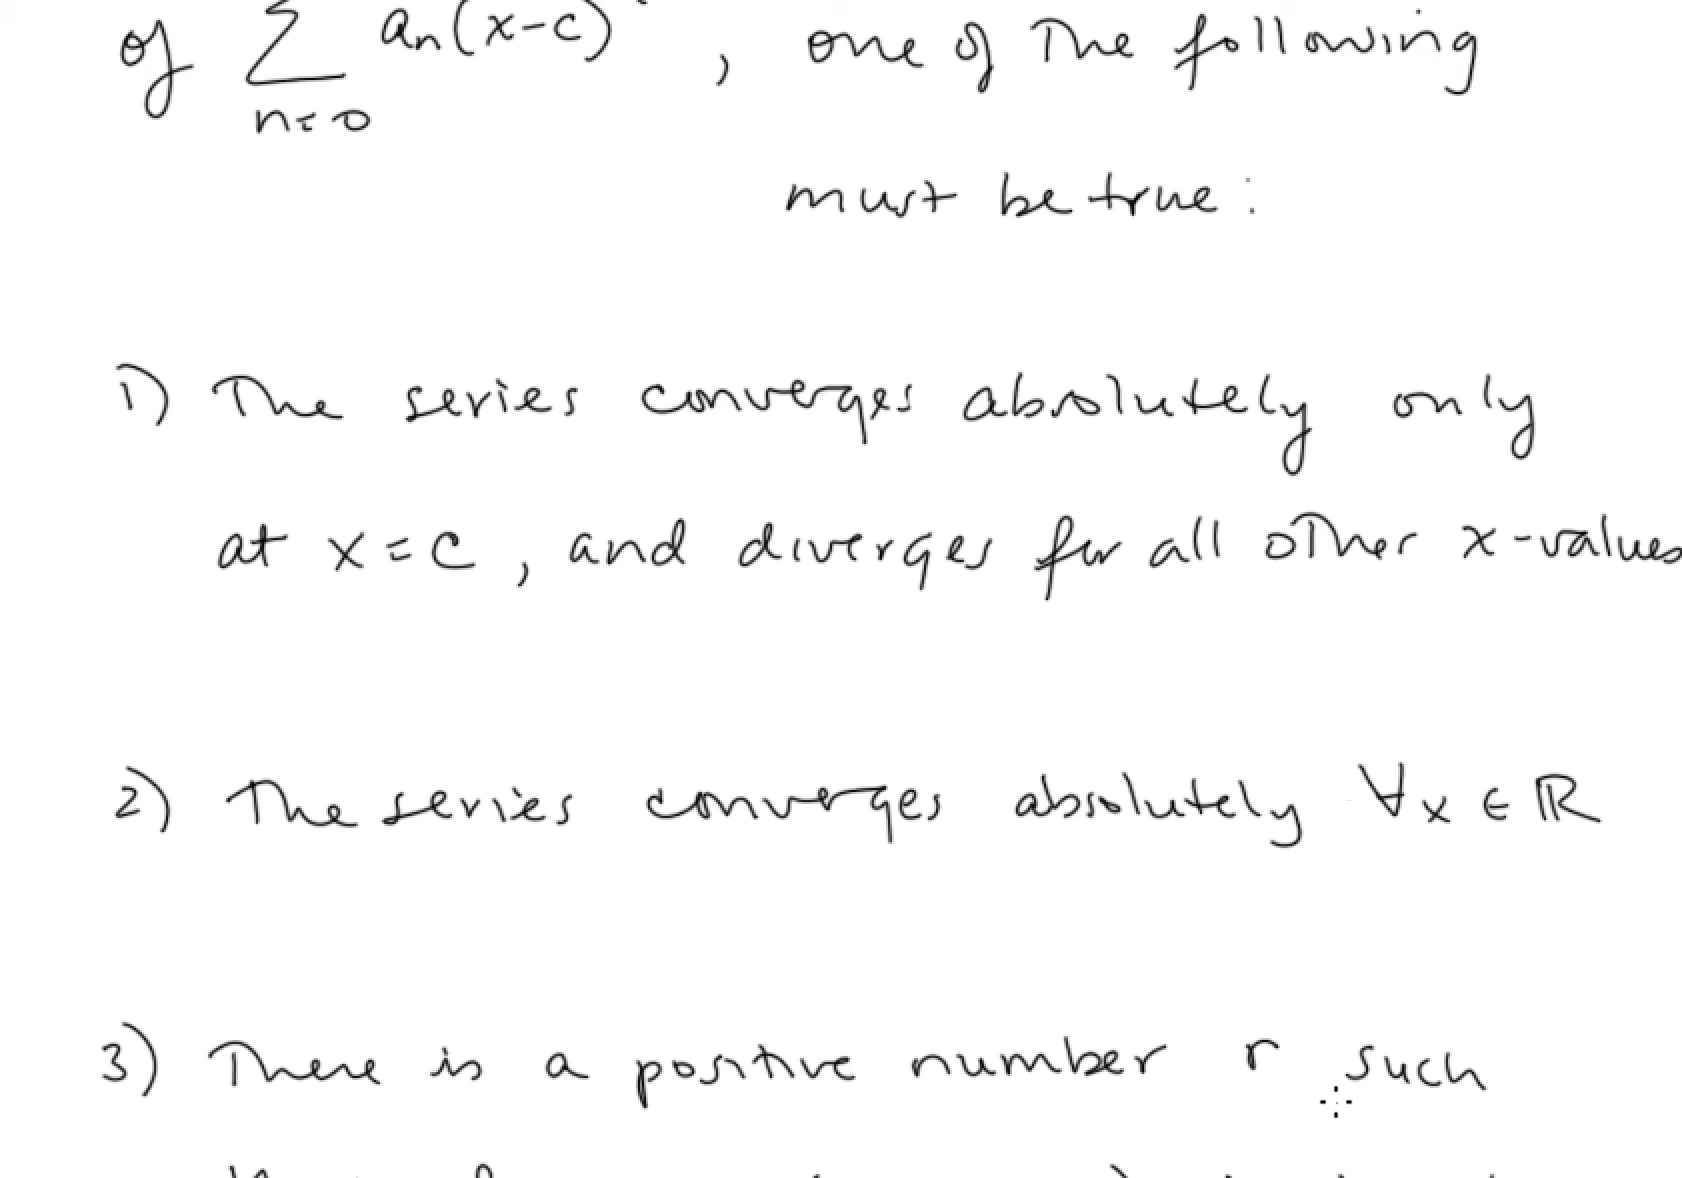 of ∑ an(x-c) , one of the following
n=0
must be true:
1) The series converges absolutely only
at x = c , and diverges for all other x-values
2) The series converges absolutely ∀x ∈ ℝ
3) There is a positive number r such